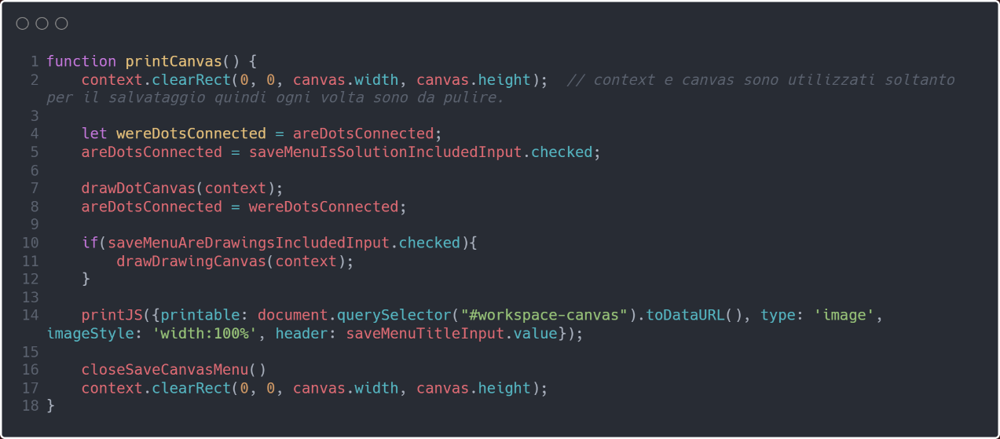 1 function printCanvas() {
2     context.clearRect(0, 0, canvas.width, canvas.height);  // context e canvas sono utilizzati soltanto
per il salvataggio quindi ogni volta sono da pulire.
3
4     let wereDotsConnected = areDotsConnected;
5     areDotsConnected = saveMenuIsSolutionIncludedInput.checked;
6
7     drawDotCanvas(context);
8     areDotsConnected = wereDotsConnected;
9
10     if(saveMenuAreDrawingsIncludedInput.checked){
11         drawDrawingCanvas(context);
12     }
13
14     printJS({printable: document.querySelector("#workspace-canvas").toDataURL(), type: 'image',
imageStyle: 'width:100%', header: saveMenuTitleInput.value});
15
16     closeSaveCanvasMenu()
17     context.clearRect(0, 0, canvas.width, canvas.height);
18 }